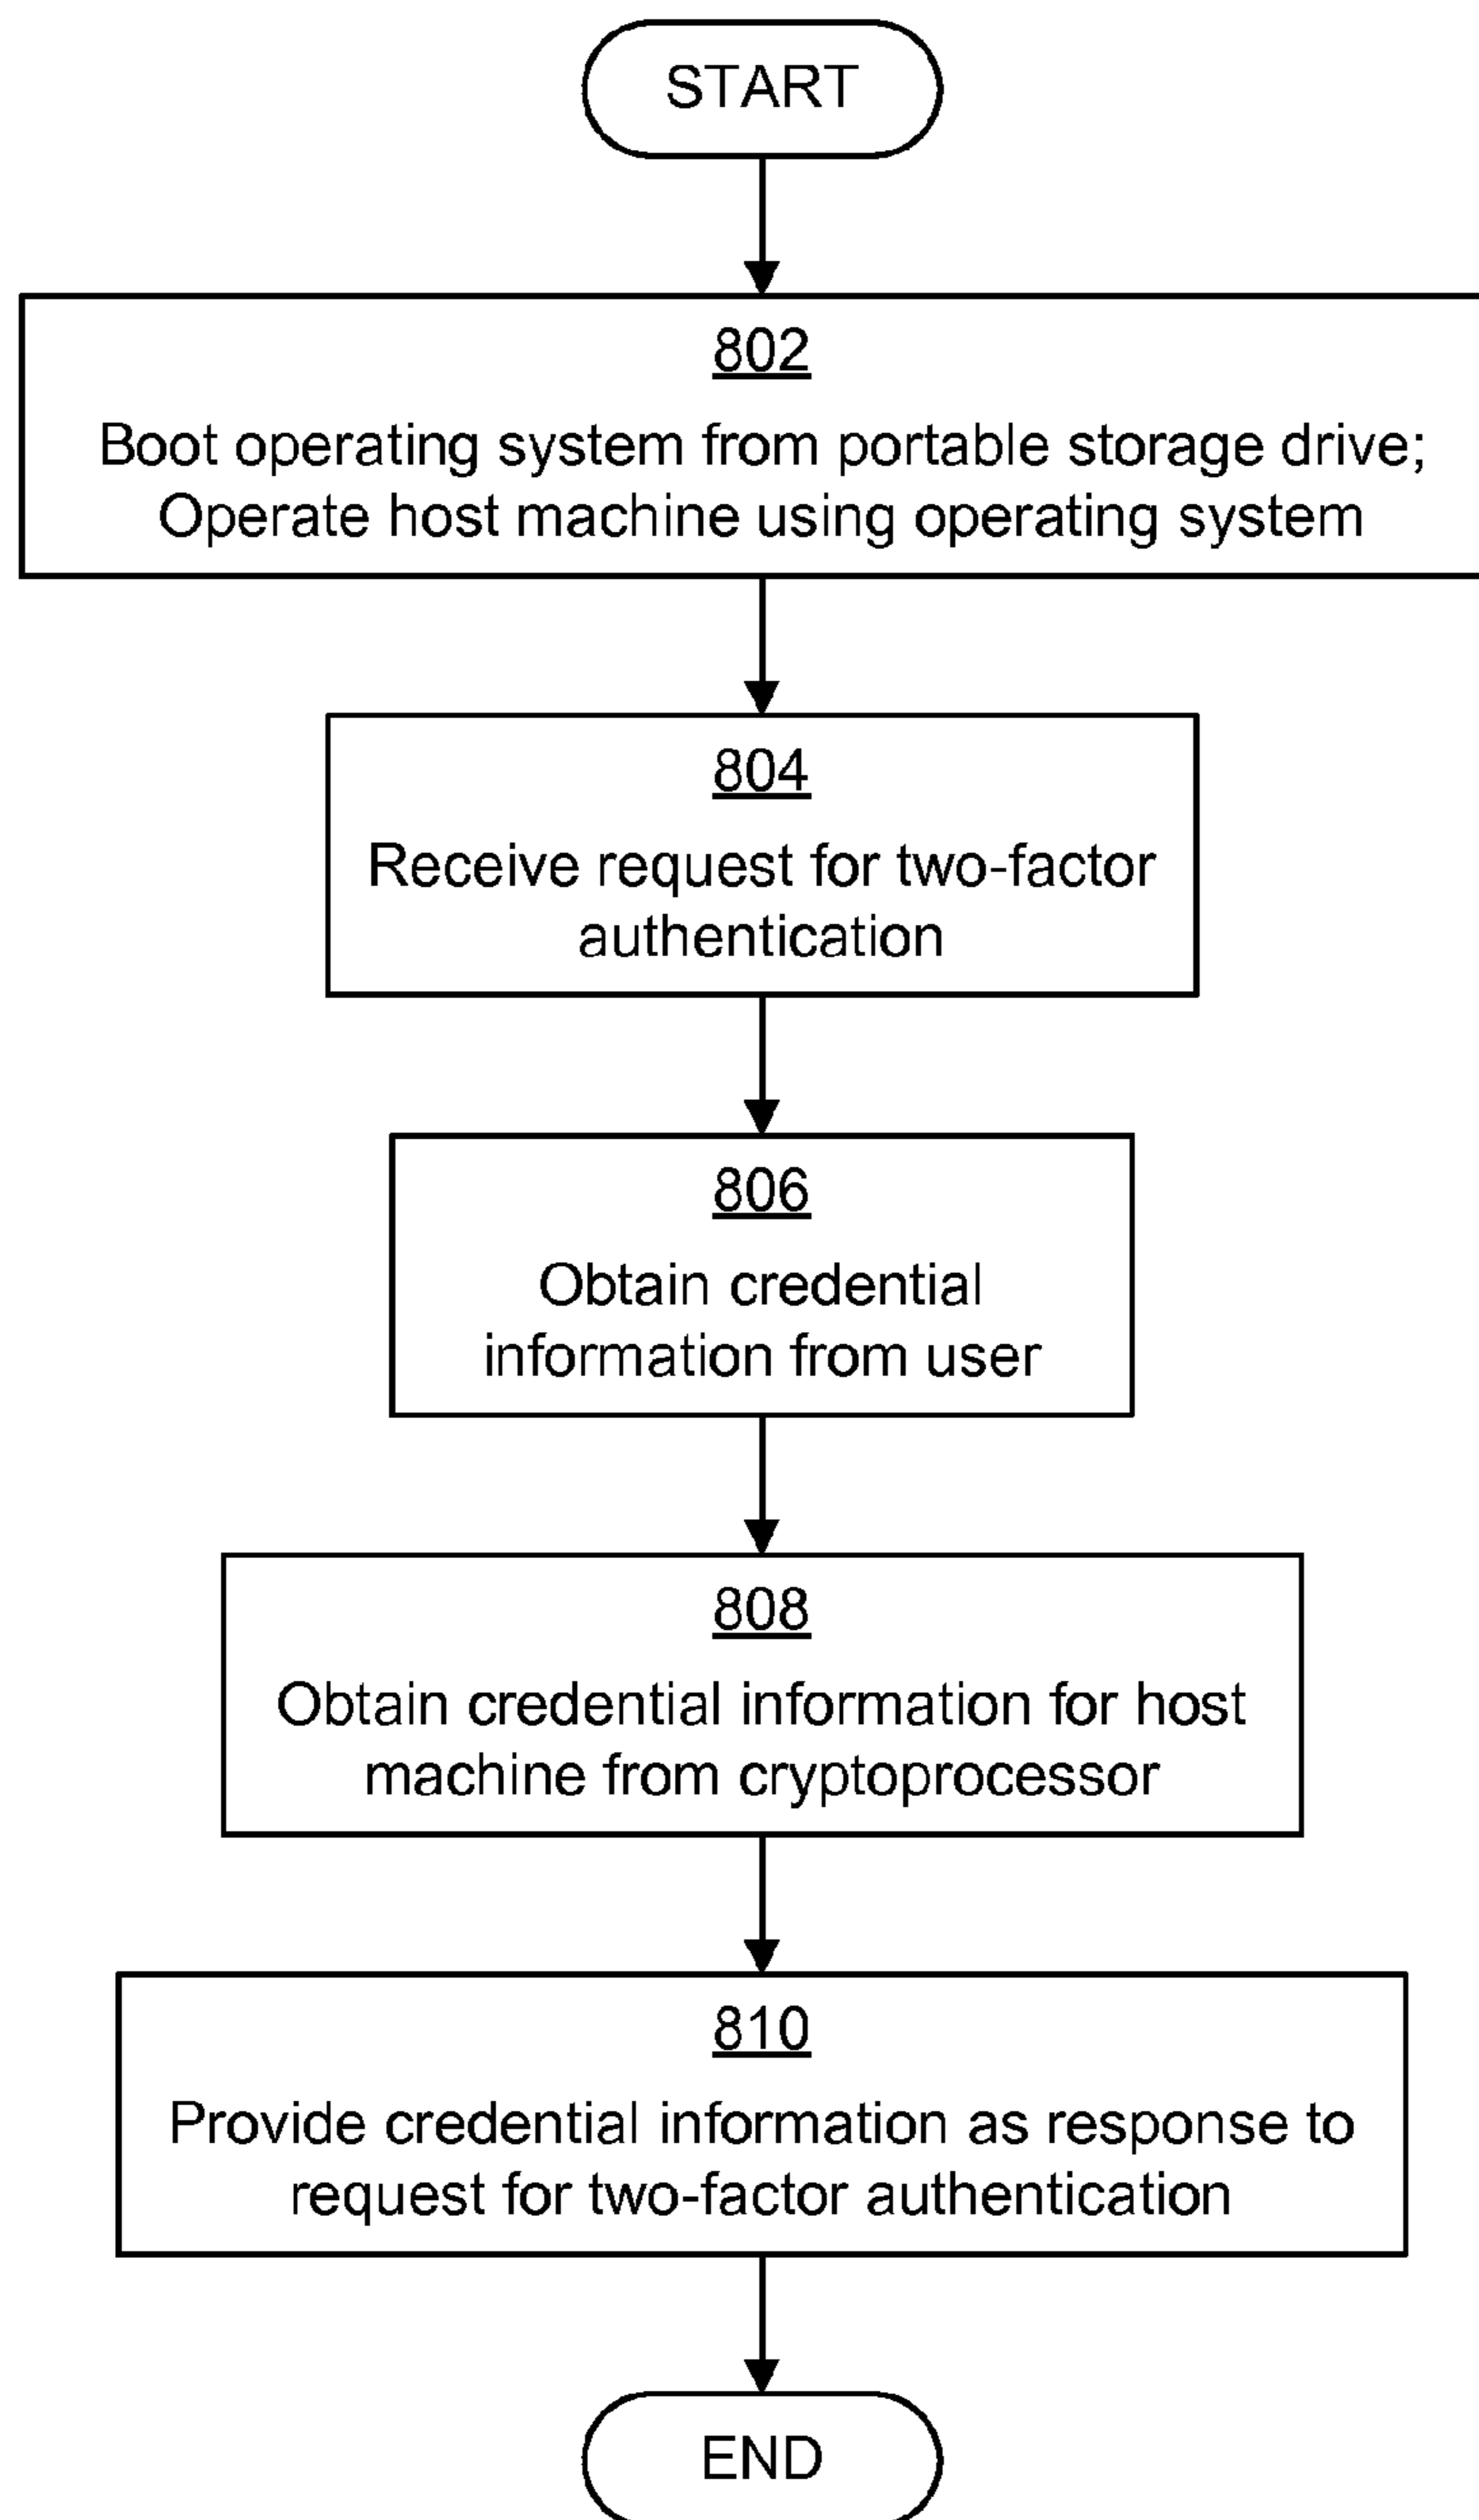 START
802
Boot operating system from portable storage drive;
Operate host machine using operating system
804
Receive request for two-factor
authentication
806
Obtain credential
information from user
808
Obtain credential information for host
machine from cryptoprocessor
810
Provide credential information as response to
request for two-factor authentication
END